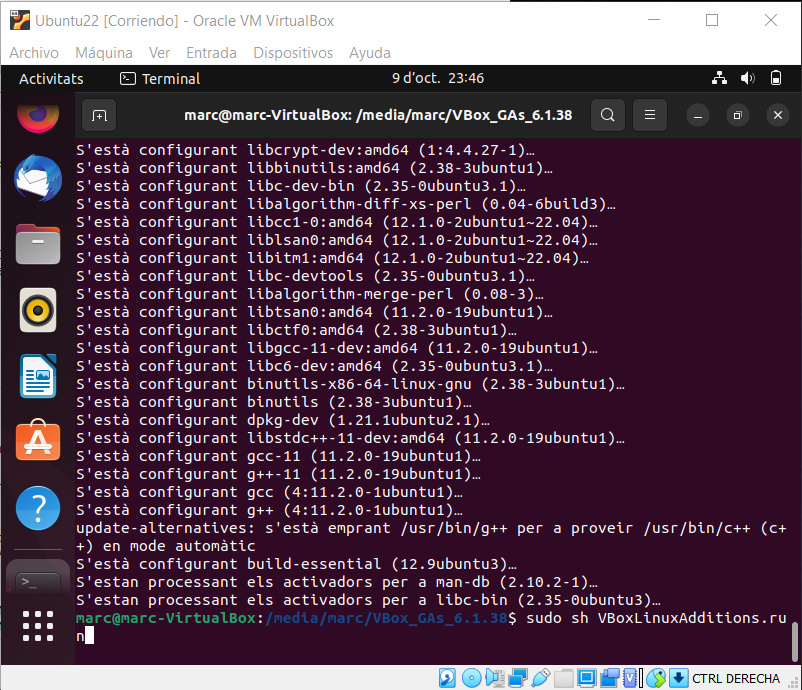 Ubuntu22 [Corriendo] - Oracle VM VirtualBox
Archivo Máquina Ver Entrada Dispositivos Ayuda
Activitats Terminal 9 d'oct. 23:46
marc@marc-VirtualBox: /media/marc/VBox_GAs_6.1.38
S'està configurant libcrypt-dev:amd64 (1:4.4.27-1)…
S'està configurant libbinutils:amd64 (2.38-3ubuntu1)…
S'està configurant libc-dev-bin (2.35-0ubuntu3.1)…
S'està configurant libalgorithm-diff-xs-perl (0.04-6build3)…
S'està configurant libcc1-0:amd64 (12.1.0-2ubuntu1~22.04)…
S'està configurant liblsan0:amd64 (12.1.0-2ubuntu1~22.04)…
S'està configurant libitm1:amd64 (12.1.0-2ubuntu1~22.04)…
S'està configurant libc-devtools (2.35-0ubuntu3.1)…
S'està configurant libalgorithm-merge-perl (0.08-3)…
S'està configurant libtsan0:amd64 (11.2.0-19ubuntu1)…
S'està configurant libctf0:amd64 (2.38-3ubuntu1)…
S'està configurant libgcc-11-dev:amd64 (11.2.0-19ubuntu1)…
S'està configurant libc6-dev:amd64 (2.35-0ubuntu3.1)…
S'està configurant binutils-x86-64-linux-gnu (2.38-3ubuntu1)…
S'està configurant binutils (2.38-3ubuntu1)…
S'està configurant dpkg-dev (1.21.1ubuntu2.1)…
S'està configurant libstdc++-11-dev:amd64 (11.2.0-19ubuntu1)…
S'està configurant gcc-11 (11.2.0-19ubuntu1)…
S'està configurant g++-11 (11.2.0-19ubuntu1)…
S'està configurant gcc (4:11.2.0-1ubuntu1)…
S'està configurant g++ (4:11.2.0-1ubuntu1)…
update-alternatives: s'està emprant /usr/bin/g++ per a proveir /usr/bin/c++ (c+
+) en mode automàtic
S'està configurant build-essential (12.9ubuntu3)…
S'estan processant els activadors per a man-db (2.10.2-1)…
S'estan processant els activadors per a libc-bin (2.35-0ubuntu3)…
marc@marc-VirtualBox:/media/marc/VBox_GAs_6.1.38$ sudo sh VBoxLinuxAdditions.ru
n
CTRL DERECHA